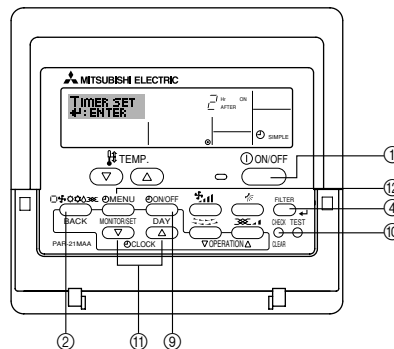 MITSUBISHI ELECTRIC
TIMER SET
↵:ENTER
2 Hr ON
AFTER
SIMPLE
TEMP.
ON/OFF
▽ △
①
MENU ON/OFF FILTER
⑫
④
BACK MONITOR/SET DAY CHECK TEST
⑩
PAR-21MAA ▽ △ CLOCK ▽OPERATION△ CLEAR
② ⑪ ⑨